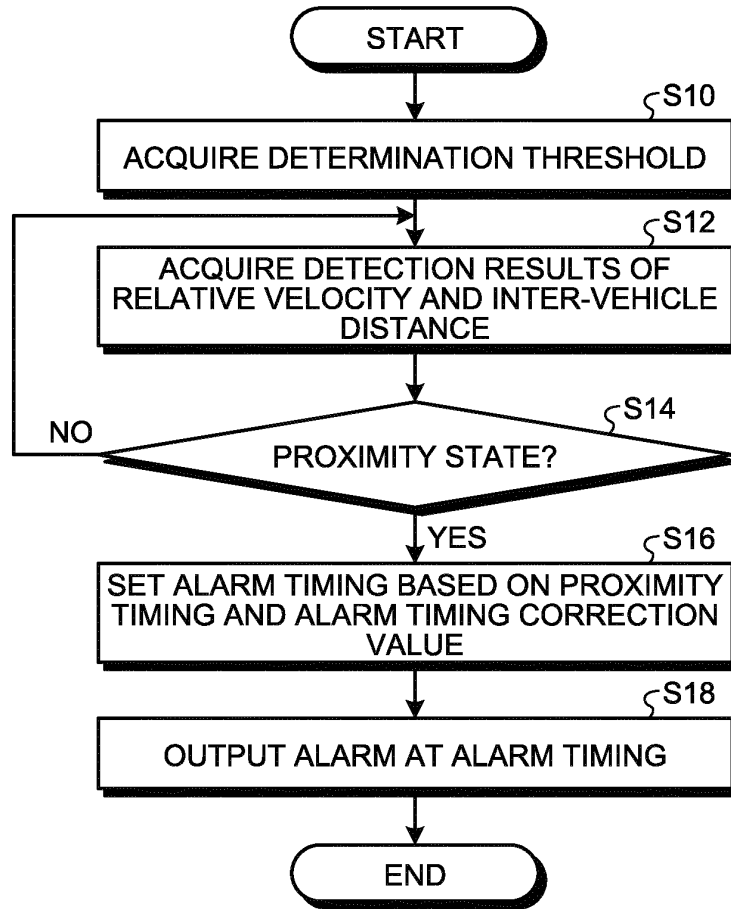 START
S10
ACQUIRE DETERMINATION THRESHOLD
S12
ACQUIRE DETECTION RESULTS OF
RELATIVE VELOCITY AND INTER-VEHICLE
DISTANCE
S14
NO
PROXIMITY STATE?
YES
S16
SET ALARM TIMING BASED ON PROXIMITY
TIMING AND ALARM TIMING CORRECTION
VALUE
S18
OUTPUT ALARM AT ALARM TIMING
END